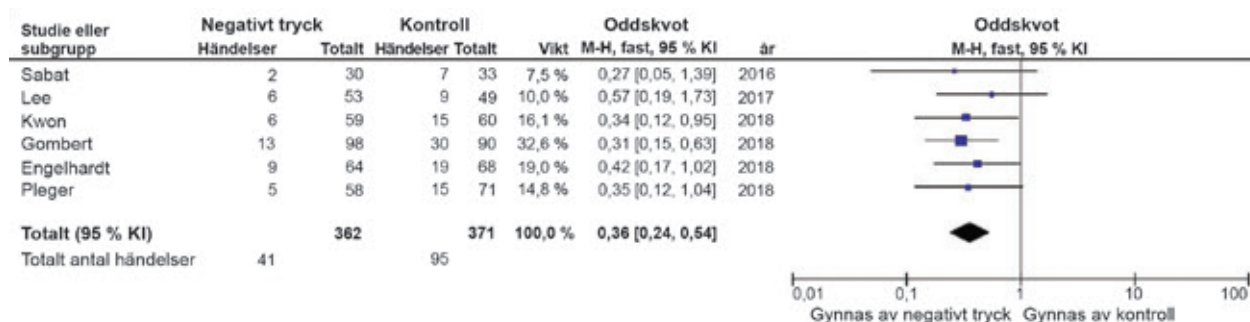 Negativt tryck Kontroll Oddskvot Oddskvot
Studie eller subgrupp Händelser Totalt Händelser Totalt Vikt M-H, fast, 95 % KI år M-H, fast, 95 % KI
Sabat 2 30 7 33 7,5 % 0,27 [0,05, 1,39] 2016
Lee 6 53 9 49 10,0 % 0,57 [0,19, 1,73] 2017
Kwon 6 59 15 60 16,1 % 0,34 [0,12, 0,95] 2018
Gombert 13 98 30 90 32,6 % 0,31 [0,15, 0,63] 2018
Engelhardt 9 64 19 68 19,0 % 0,42 [0,17, 1,02] 2018
Pleger 5 58 15 71 14,8 % 0,35 [0,12, 1,04] 2018
Totalt (95 % KI) 362 371 100,0 % 0,36 [0,24, 0,54]
Totalt antal händelser 41 95
0,01 0,1 1 10 100
Gynnas av negativt tryck Gynnas av kontroll